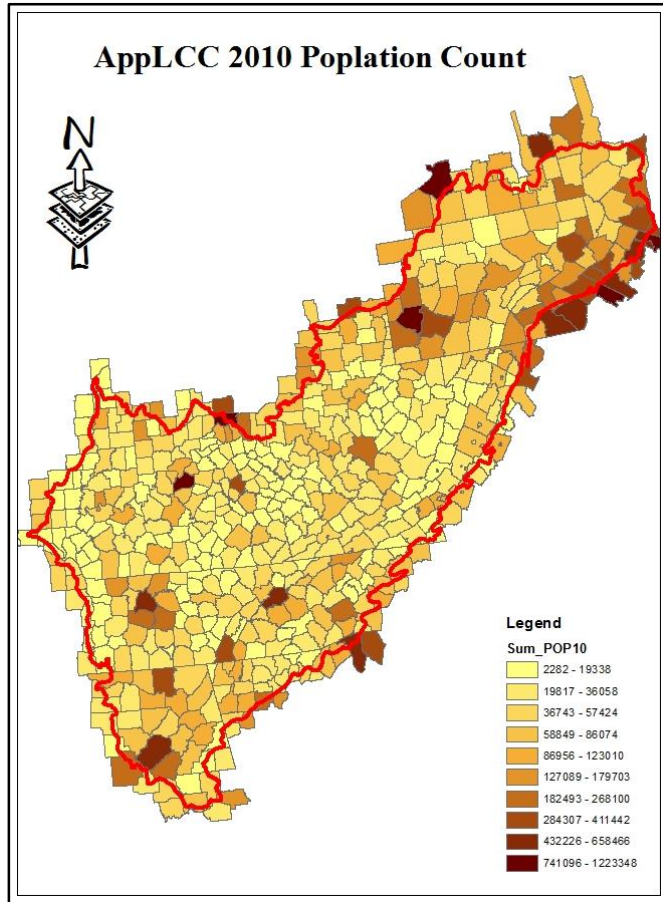 AppLCC 2010 Poplation Count
N
Legend
Sum_POP10
2282 - 19338
19817 - 36058
36743 - 57424
58849 - 86074
86956 - 123010
127089 - 179703
182493 - 268100
284307 - 411442
432226 - 658466
741096 - 1223348